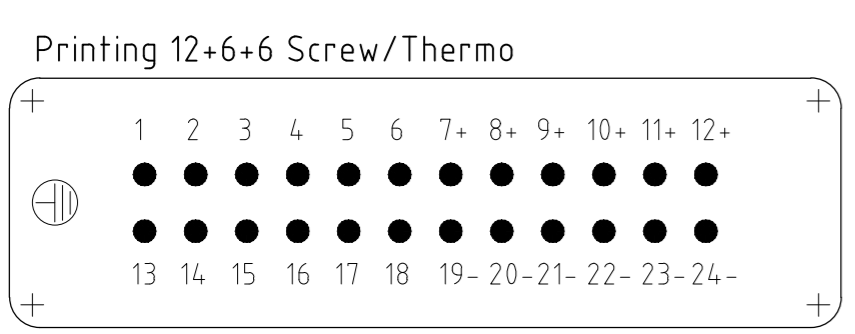 Printing 12+6+6 Screw/Thermo
1 2 3 4 5 6 7+ 8+ 9+ 10+ 11+ 12+
13 14 15 16 17 18 19- 20- 21- 22- 23- 24-